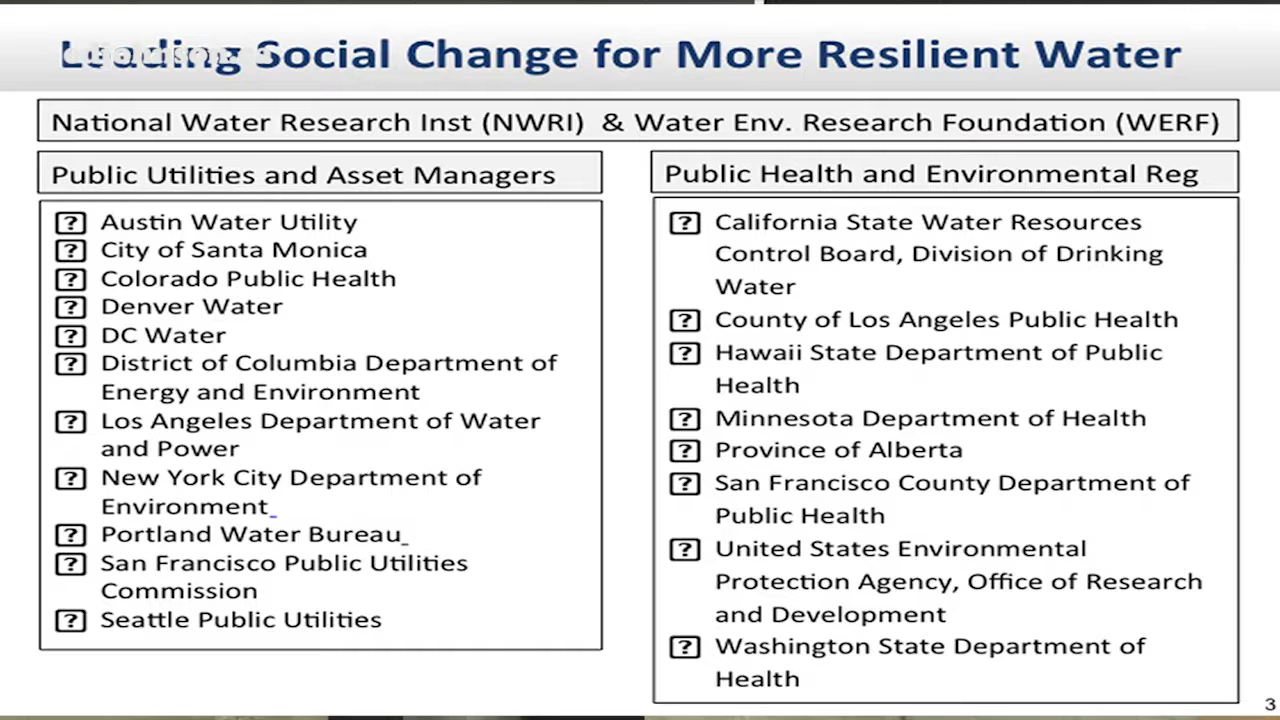 Leading Social Change for More Resilient Water
National Water Research Inst (NWRI) & Water Env. Research Foundation (WERF)
Public Utilities and Asset Managers
Austin Water Utility
City of Santa Monica
Colorado Public Health
Denver Water
DC Water
District of Columbia Department of
Energy and Environment
Los Angeles Department of Water
and Power
New York City Department of
Environment
Portland Water Bureau
San Francisco Public Utilities
Commission
Seattle Public Utilities
Public Health and Environmental Reg
California State Water Resources
Control Board, Division of Drinking
Water
County of Los Angeles Public Health
Hawaii State Department of Public
Health
Minnesota Department of Health
Province of Alberta
San Francisco County Department of
Public Health
United States Environmental
Protection Agency, Office of Research
and Development
Washington State Department of
Health
3